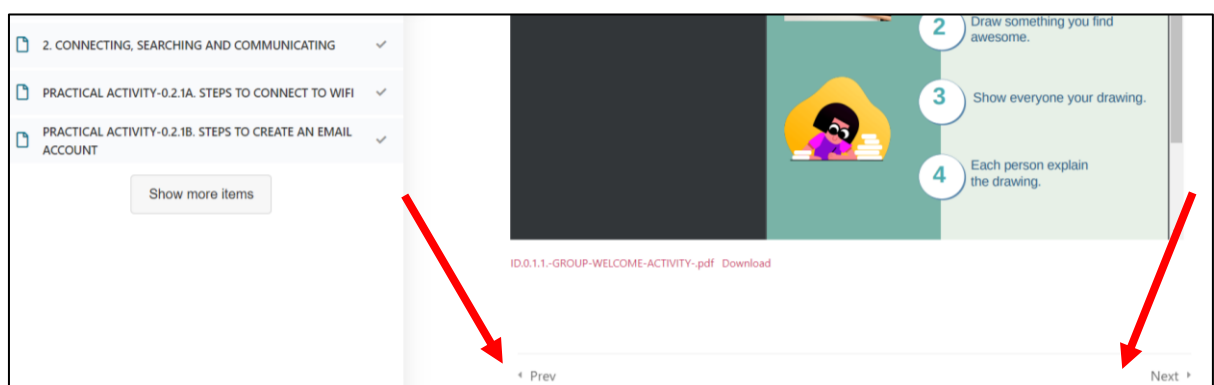 2. CONNECTING, SEARCHING AND COMMUNICATING
PRACTICAL ACTIVITY-0.2.1A. STEPS TO CONNECT TO WIFI
PRACTICAL ACTIVITY-0.2.1B. STEPS TO CREATE AN EMAIL
ACCOUNT
Show more items
2 Draw something you find
awesome.
3 Show everyone your drawing.
4 Each person explain
the drawing.
ID.0.1.1.-GROUP-WELCOME-ACTIVITY-.pdf Download
Prev
Next